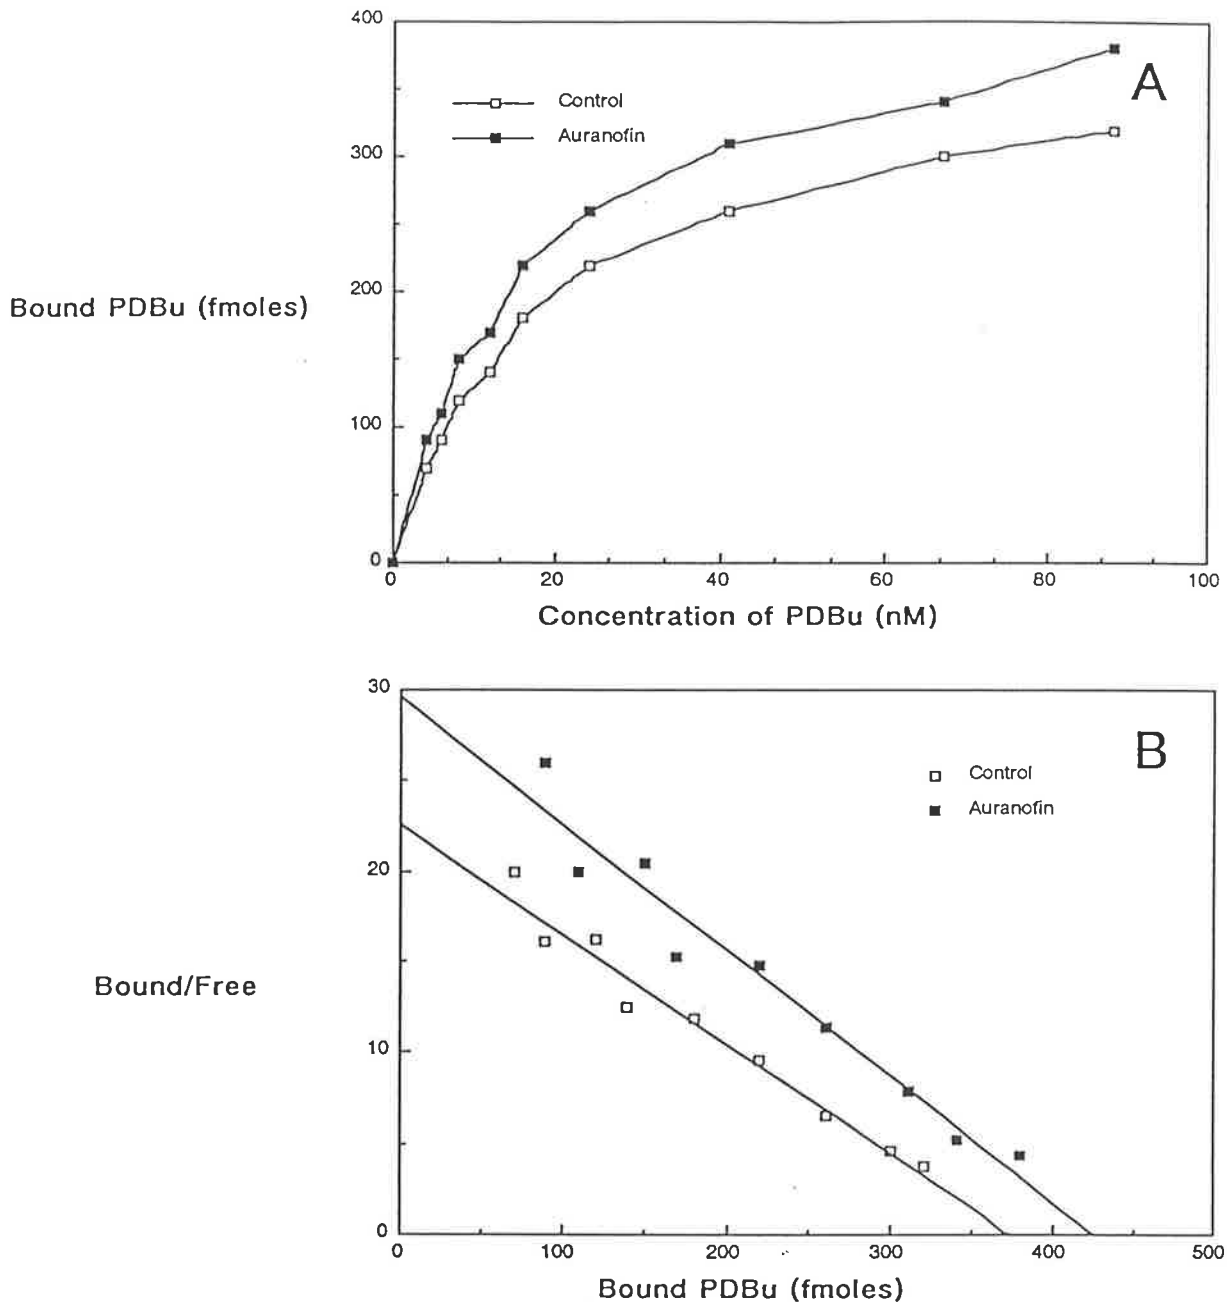 400
A
Control
Auranofin
300
Bound PDBu (fmoles)
200
100
0
0 20 40 60 80 100
Concentration of PDBu (nM)
30
B
Control
Auranofin
20
Bound/Free
10
0
0 100 200 300 400 500
Bound PDBu (fmoles)